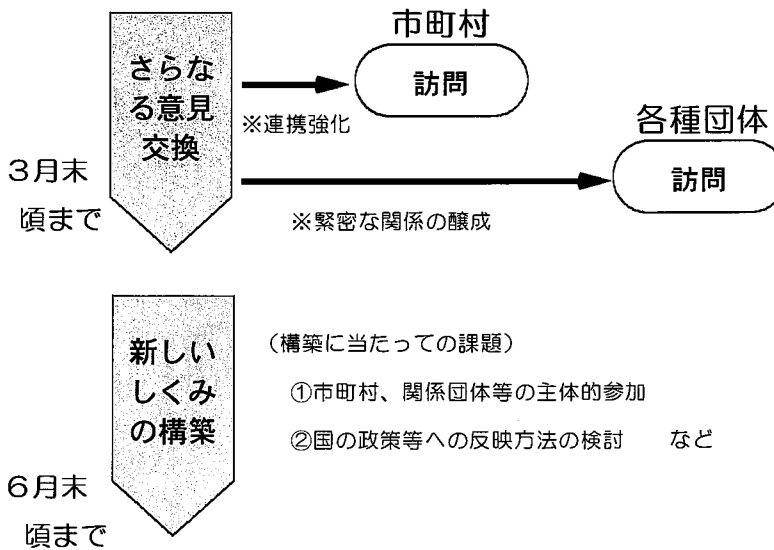 市町村
訪問
さらな
る意見
交換
※連携強化
各種団体
訪問
※緊密な関係の醸成
3月末
頃まで
新しい
しくみ
の構築
(構築に当たっての課題)
①市町村、関係団体等の主体的参加
②国の政策等への反映方法の検討 など
6月末
頃まで